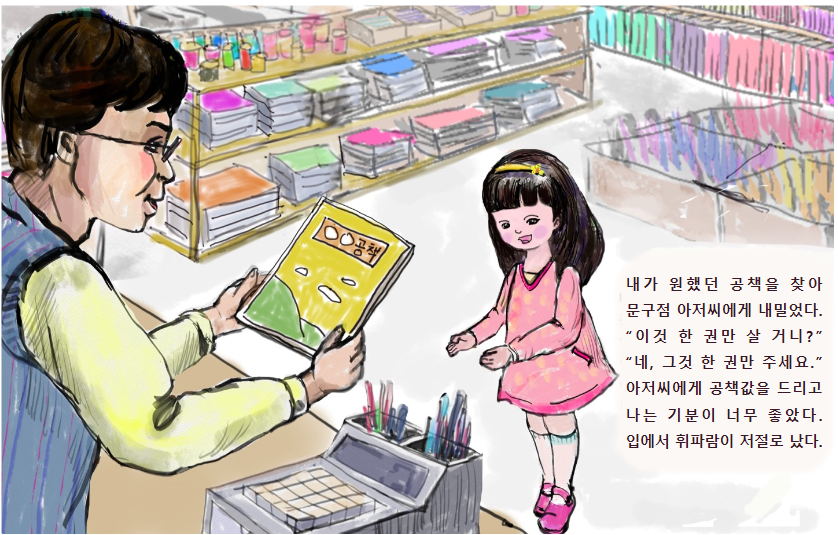 ○○공책
내가 원했던 공책을 찾아
문구점 아저씨에게 내밀었다.
“이것 한 권만 살 거니?”
“네, 그것 한 권만 주세요.”
아저씨에게 공책값을 드리고
나는 기분이 너무 좋았다.
입에서 휘파람이 저절로 났다.